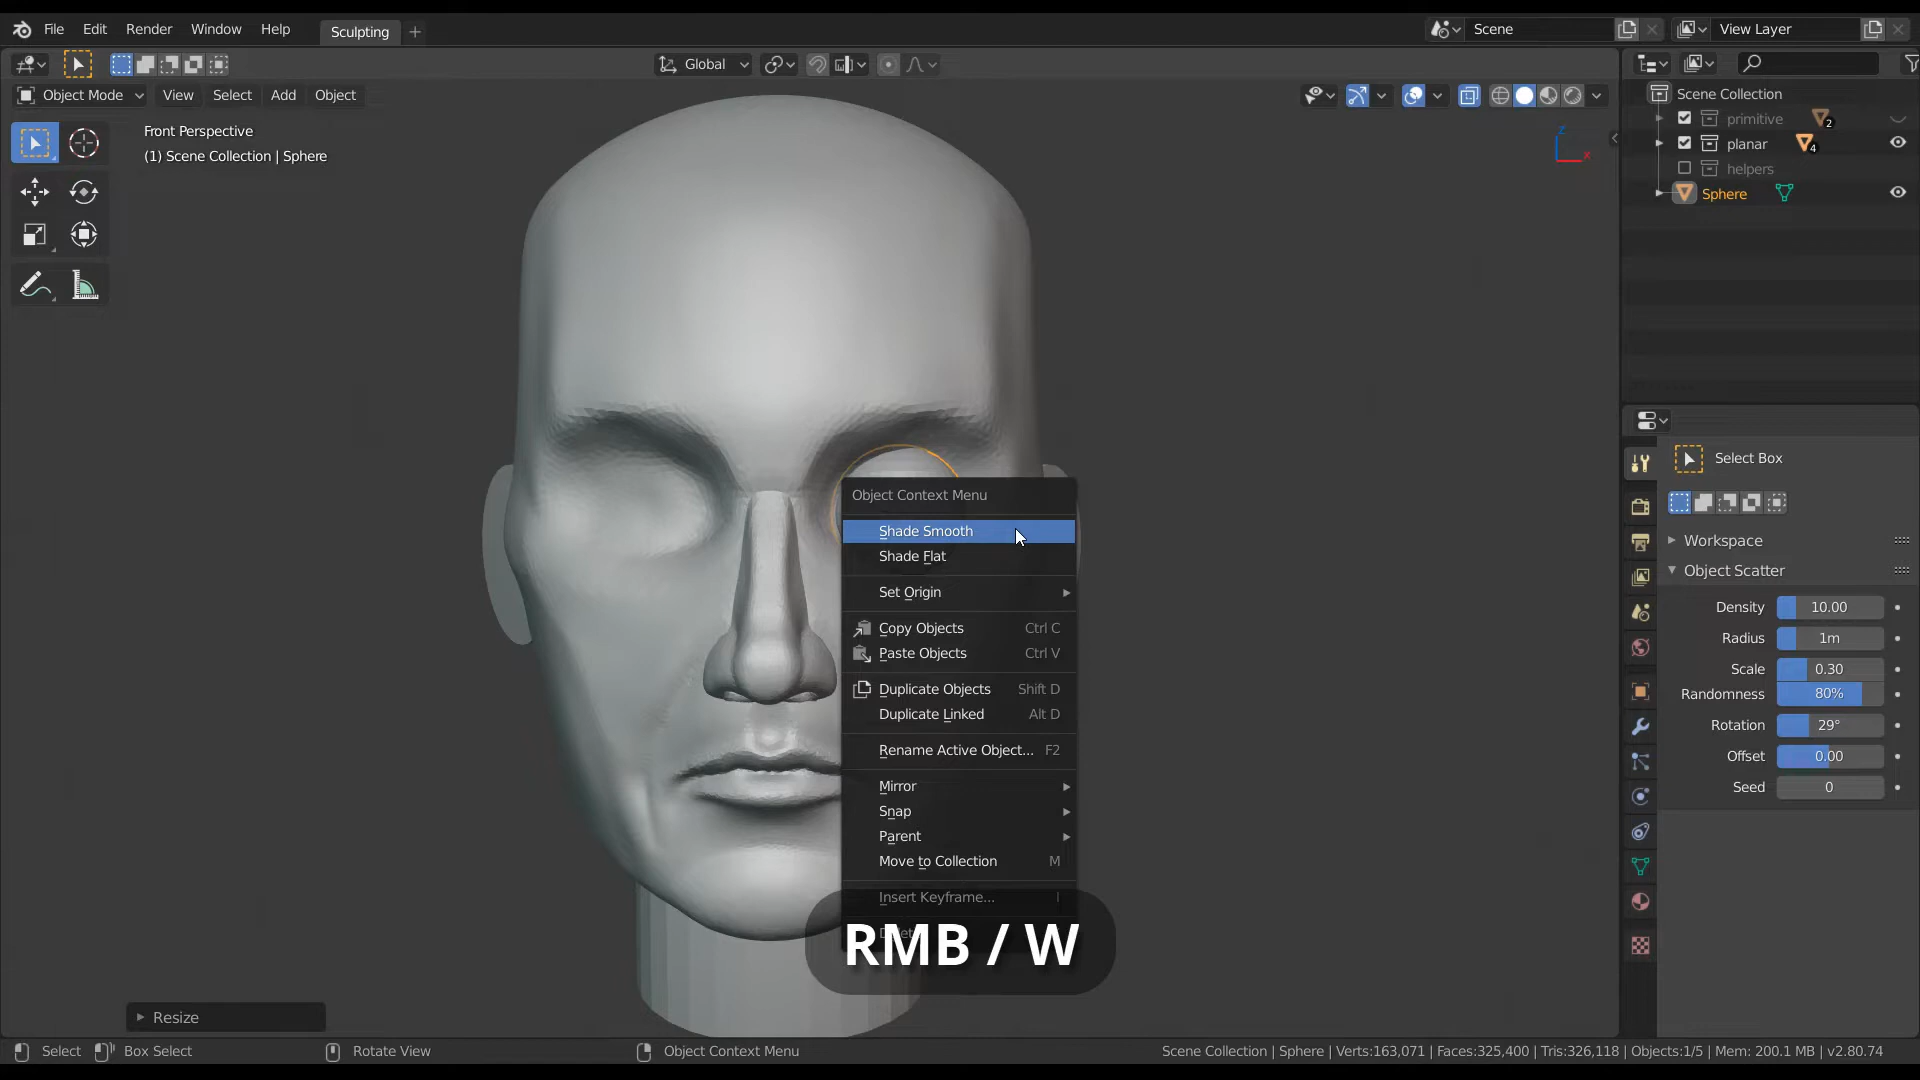 File Edit Render Window Help Sculpting + Scene View Layer
Global
Object Mode View Select Add Object
Front Perspective
(1) Scene Collection | Sphere
Z
X
Scene Collection
primitive 2
planar 4
helpers
Sphere
Object Context Menu
Shade Smooth
Shade Flat
Set Origin
Copy Objects Ctrl C
Paste Objects Ctrl V
Duplicate Objects Shift D
Duplicate Linked Alt D
Rename Active Object... F2
Mirror
Snap
Parent
Move to Collection M
Insert Keyframe... I
RMB / W
Select Box
Workspace
Object Scatter
Density 10.00
Radius 1m
Scale 0.30
Randomness 80%
Rotation 29°
Offset 0.00
Seed 0
Resize
Select Box Select Rotate View Object Context Menu Scene Collection | Sphere | Verts:163,071 | Faces:325,400 | Tris:326,118 | Objects:1/5 | Mem: 200.1 MB | v2.80.74